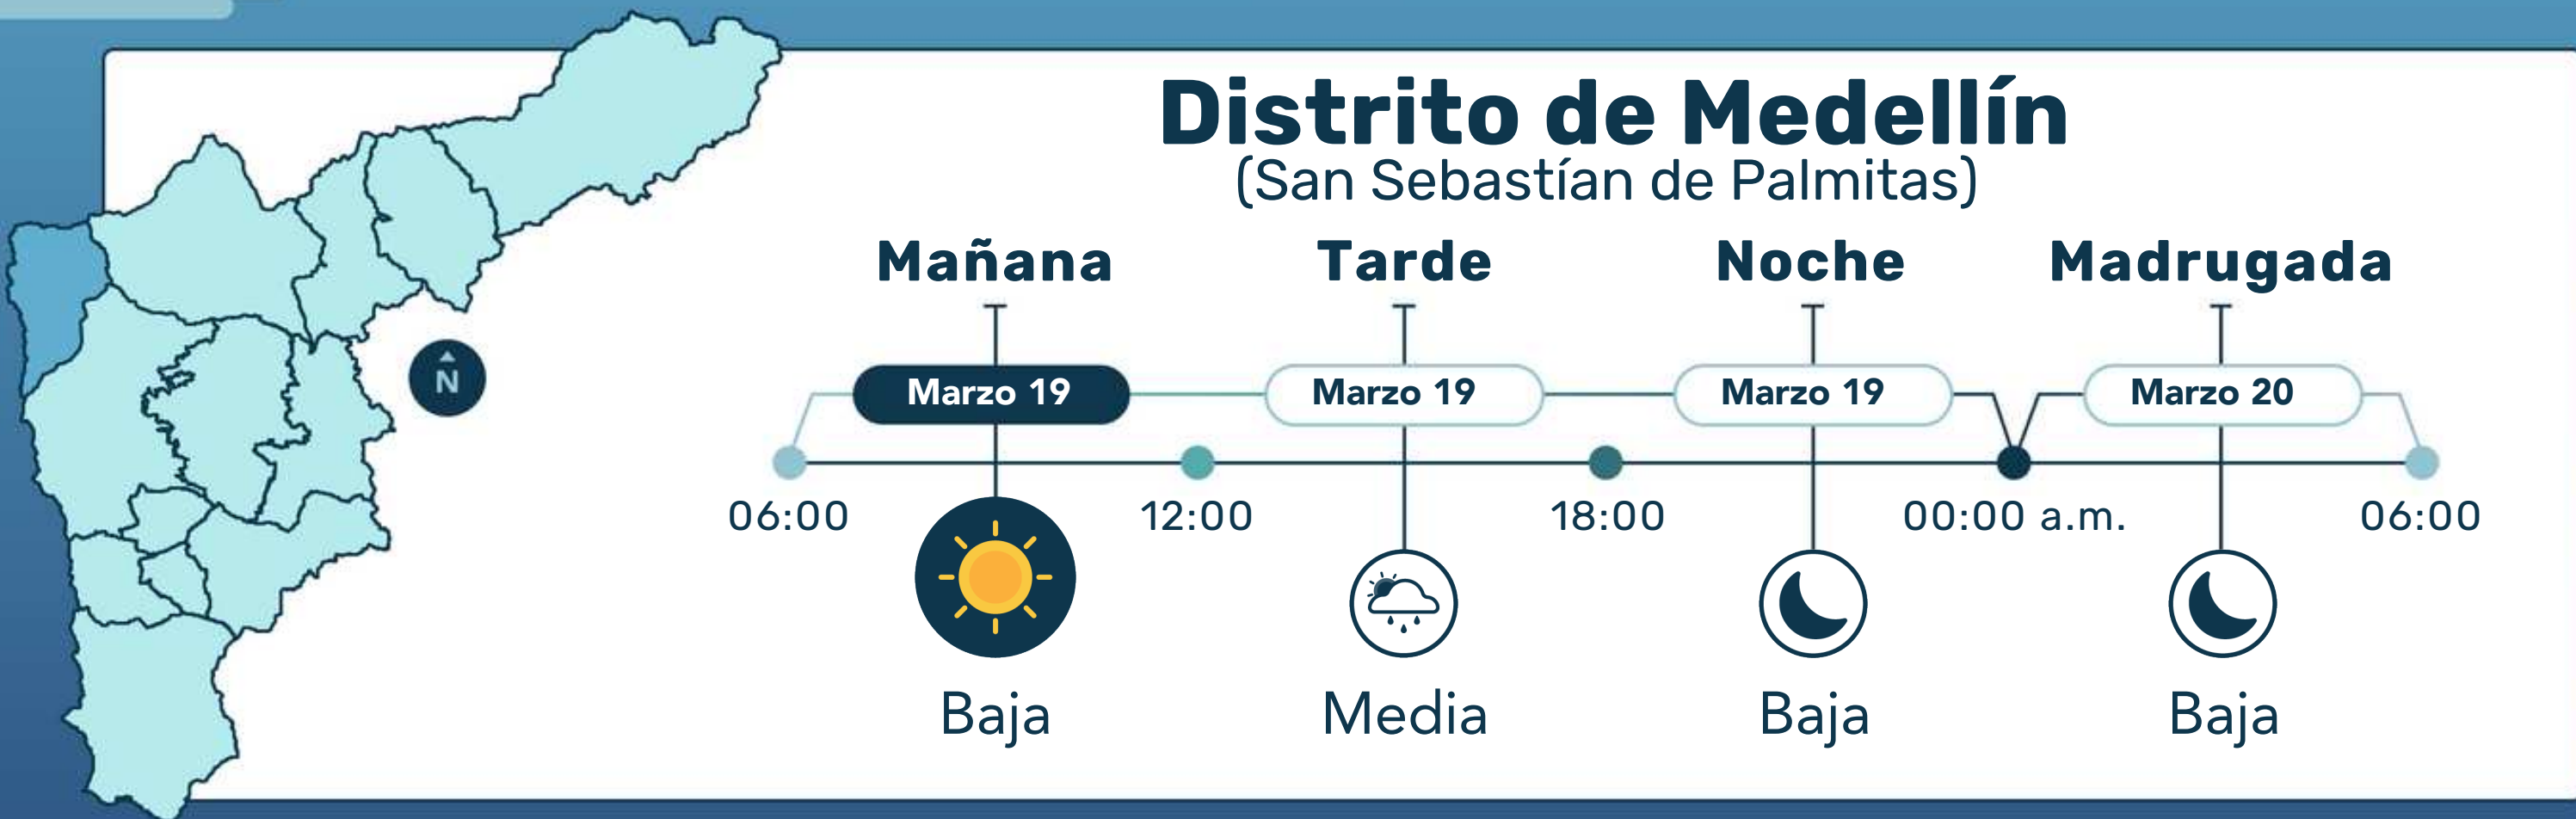 Distrito de Medellín
(San Sebastían de Palmitas)
Mañana Tarde Noche Madrugada
Marzo 19 Marzo 19 Marzo 19 Marzo 20
N
06:00 12:00 18:00 00:00 a.m. 06:00
Baja Media Baja Baja